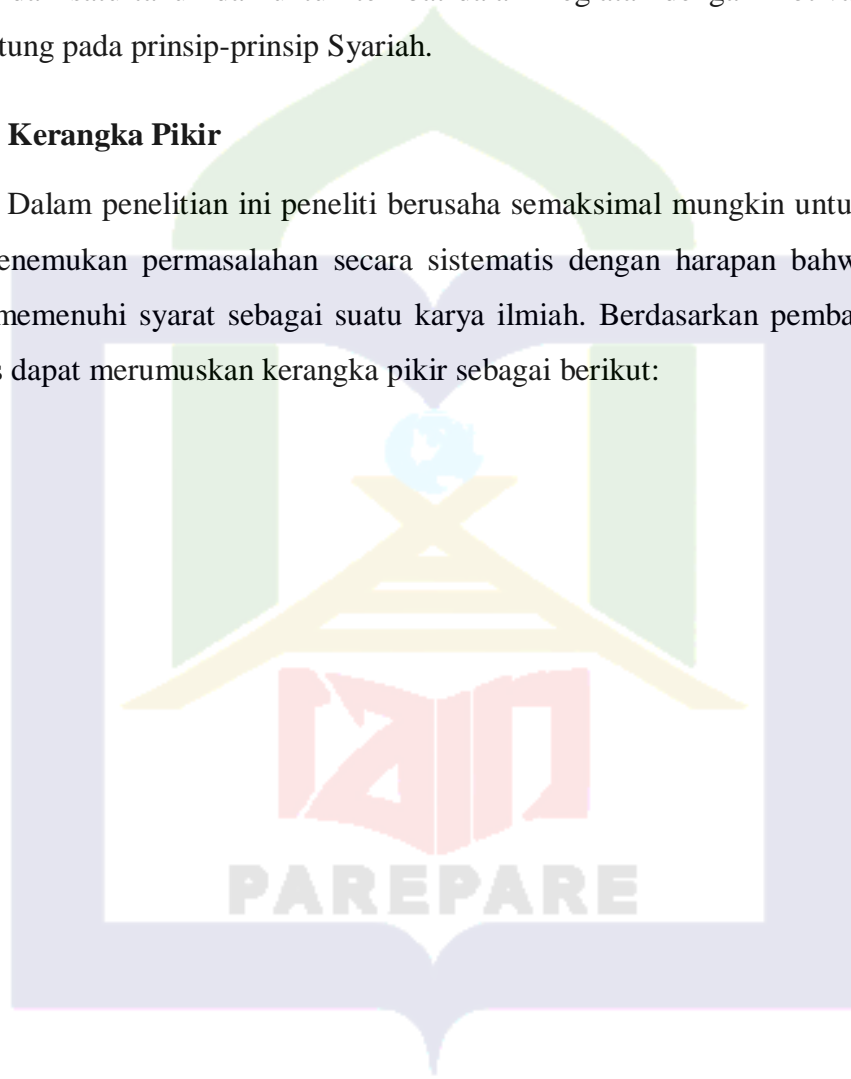 tung pada prinsip-prinsip Syariah.
Kerangka Pikir
Dalam penelitian ini peneliti berusaha semaksimal mungkin untu
enemukan permasalahan secara sistematis dengan harapan bahw
memenuhi syarat sebagai suatu karya ilmiah. Berdasarkan pemba
s dapat merumuskan kerangka pikir sebagai berikut:
iain
PAREPARE